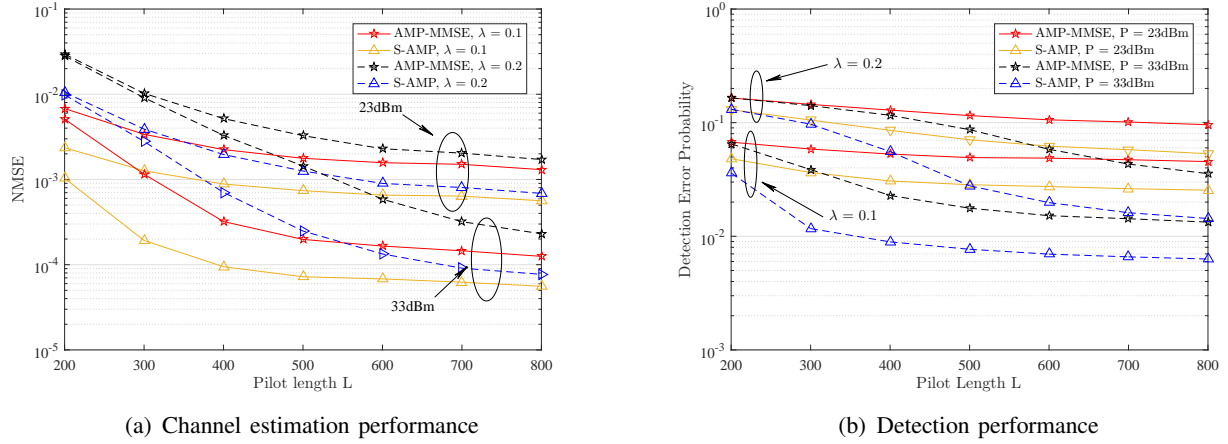 AMP-MMSE, λ = 0.1
S-AMP, λ = 0.1
AMP-MMSE, λ = 0.2
S-AMP, λ = 0.2
23dBm
33dBm
NMSE
10^0
10^-1
10^-2
10^-3
10^-4
10^-5
200 300 400 500 600 700 800
Pilot length L
(a) Channel estimation performance
AMP-MMSE, P = 23dBm
S-AMP, P = 23dBm
AMP-MMSE, P = 33dBm
S-AMP, P = 33dBm
λ = 0.2
λ = 0.1
Detection Error Probability
10^0
10^-1
10^-2
10^-3
200 300 400 500 600 700 800
Pilot Length L
(b) Detection performance